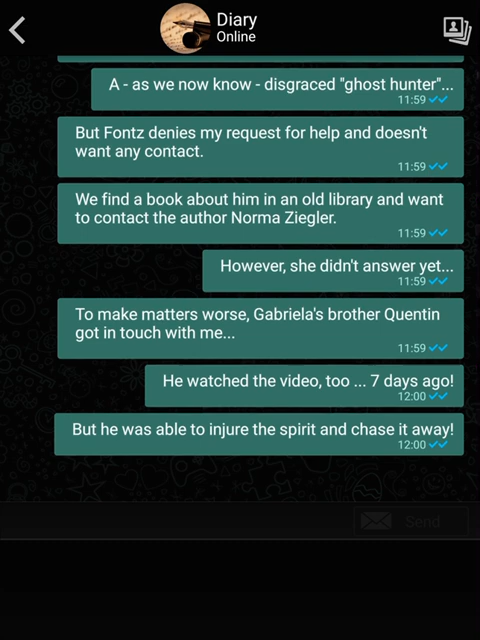 Diary
Online
A - as we now know - disgraced "ghost hunter"...
11:59
But Fontz denies my request for help and doesn't
want any contact.
11:59
We find a book about him in an old library and want
to contact the author Norma Ziegler.
11:59
However, she didn't answer yet...
11:59
To make matters worse, Gabriela's brother Quentin
got in touch with me...
11:59
He watched the video, too ... 7 days ago!
12:00
But he was able to injure the spirit and chase it away!
12:00
Send